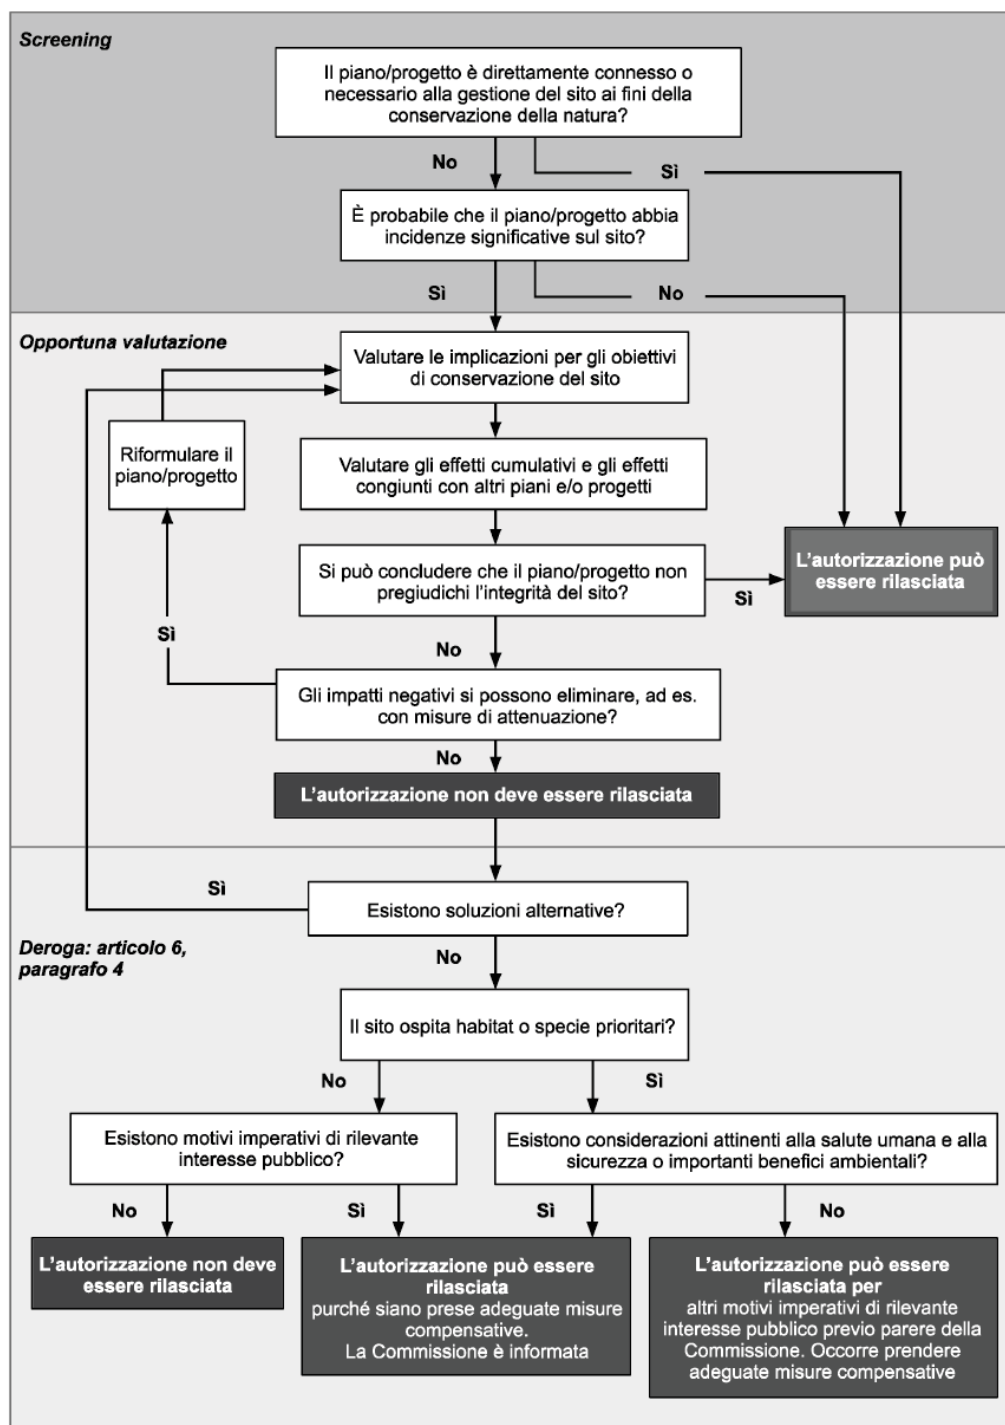 Screening
Il piano/progetto è direttamente connesso o
necessario alla gestione del sito ai fini della
conservazione della natura?
No
Sì
È probabile che il piano/progetto abbia
incidenze significative sul sito?
Sì
No
Opportuna valutazione
Valutare le implicazioni per gli obiettivi
di conservazione del sito
Riformulare il
piano/progetto
Valutare gli effetti cumulativi e gli effetti
congiunti con altri piani e/o progetti
Si può concludere che il piano/progetto non
pregiudichi l'integrità del sito?
Sì
L'autorizzazione può
essere rilasciata
No
Sì
Gli impatti negativi si possono eliminare, ad es.
con misure di attenuazione?
No
L'autorizzazione non deve essere rilasciata
Sì
Esistono soluzioni alternative?
Deroga: articolo 6,
paragrafo 4
No
Il sito ospita habitat o specie prioritari?
No
Sì
Esistono motivi imperativi di rilevante
interesse pubblico?
Esistono considerazioni attinenti alla salute umana e alla
sicurezza o importanti benefici ambientali?
No
Sì
Sì
No
L'autorizzazione non deve
essere rilasciata
L'autorizzazione può essere
rilasciata
purché siano prese adeguate misure
compensative.
La Commissione è informata
L'autorizzazione può essere
rilasciata per
altri motivi imperativi di rilevante
interesse pubblico previo parere della
Commissione. Occorre prendere
adeguate misure compensative